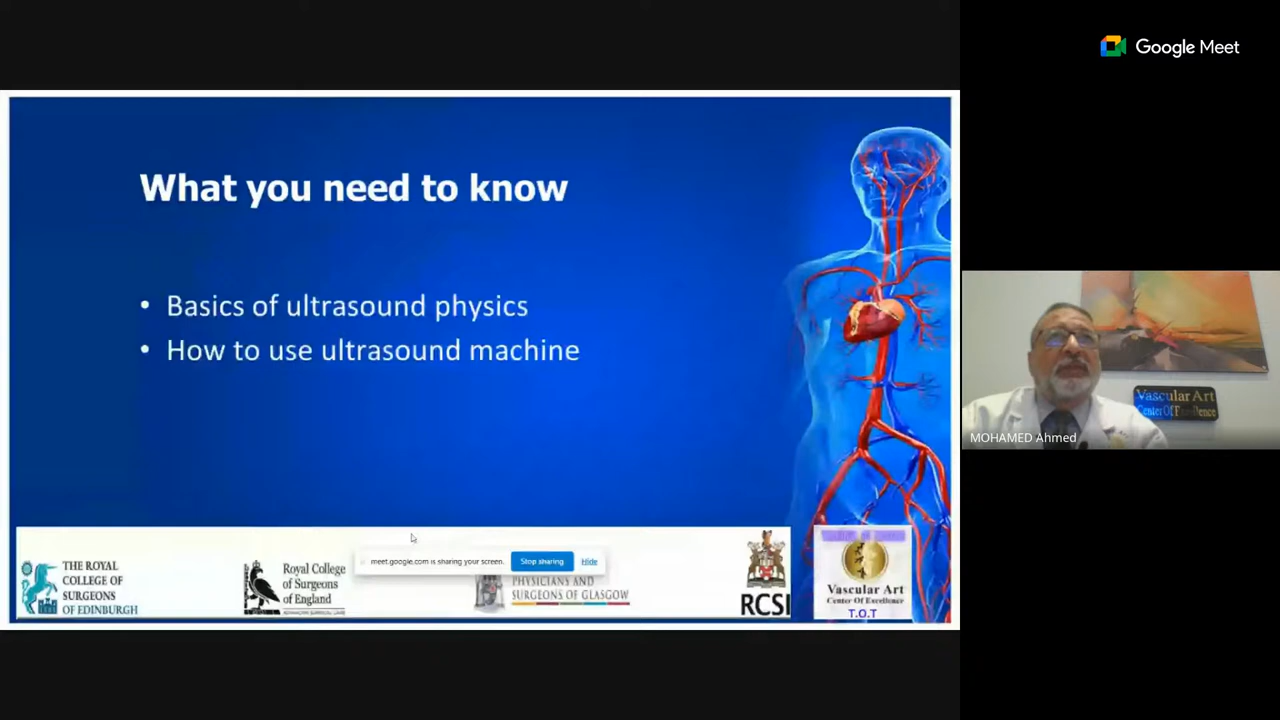 Google Meet
What you need to know
• Basics of ultrasound physics
• How to use ultrasound machine
Vascular Art
Center Of Excellence
MOHAMED Ahmed
meet.google.com is sharing your screen.
Stop sharing
Hide
THE ROYAL
COLLEGE OF
SURGEONS
OF EDINBURGH
Royal College
of Surgeons
of England
PHYSICIANS AND
SURGEONS OF GLASGOW
RCSI
Vascular Art
Center Of Excellence
T.O.T